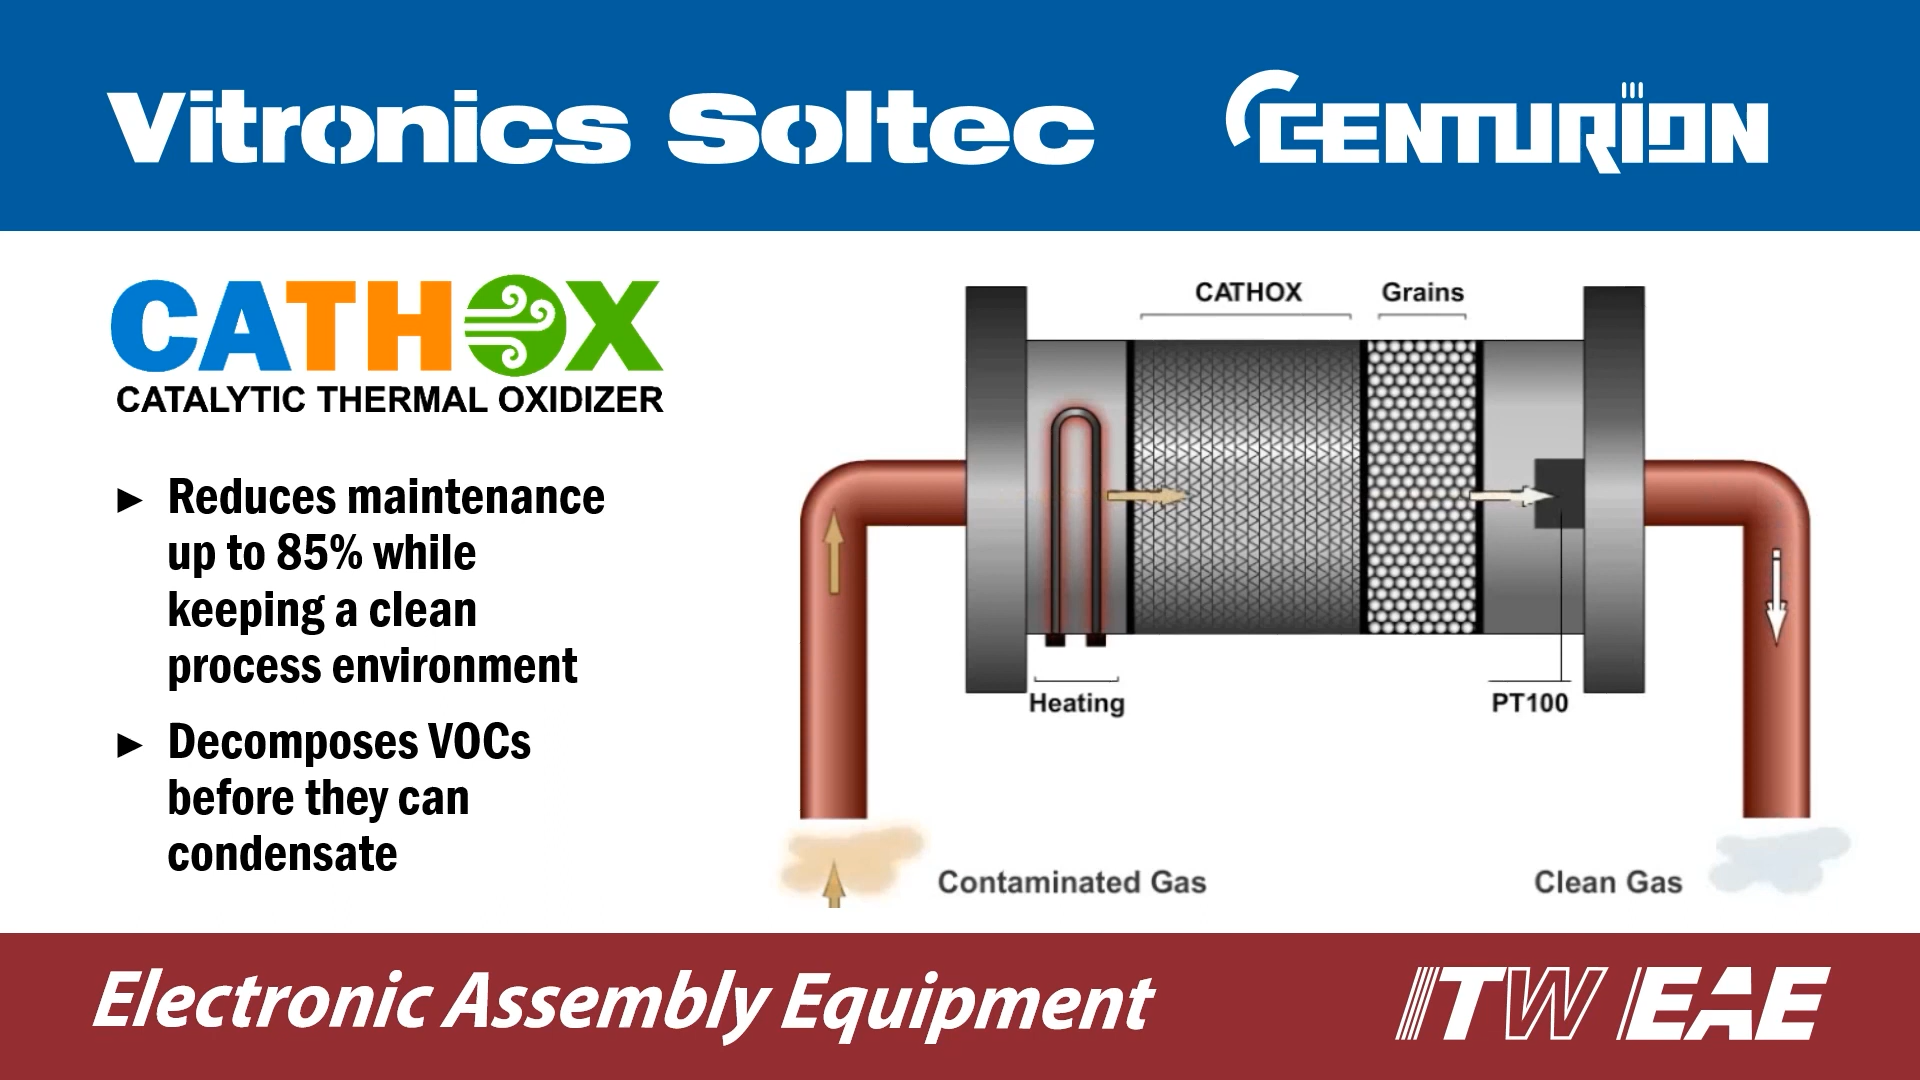 Vitronics Soltec
CENTURION
CATHOX
CATALYTIC THERMAL OXIDIZER
► Reduces maintenance
up to 85% while
keeping a clean
process environment
► Decomposes VOCs
before they can
condensate
CATHOX
Grains
Heating
PT100
Contaminated Gas
Clean Gas
Electronic Assembly Equipment
ITW EAE